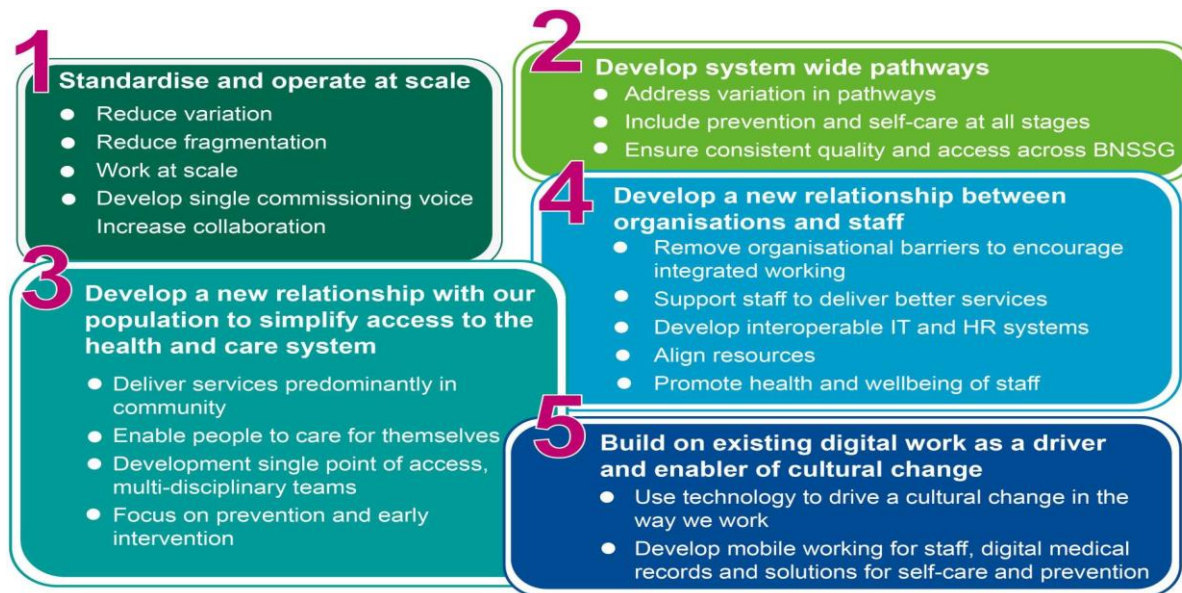 1
Standardise and operate at scale
● Reduce variation
● Reduce fragmentation
● Work at scale
● Develop single commissioning voice
Increase collaboration
2
Develop system wide pathways
● Address variation in pathways
● Include prevention and self-care at all stages
● Ensure consistent quality and access across BNSSG
3
Develop a new relationship with our
population to simplify access to the
health and care system
● Deliver services predominantly in
community
● Enable people to care for themselves
● Development single point of access,
multi-disciplinary teams
● Focus on prevention and early
intervention
4
Develop a new relationship between
organisations and staff
● Remove organisational barriers to encourage
integrated working
● Support staff to deliver better services
● Develop interoperable IT and HR systems
● Align resources
● Promote health and wellbeing of staff
5
Build on existing digital work as a driver
and enabler of cultural change
● Use technology to drive a cultural change in the
way we work
● Develop mobile working for staff, digital medical
records and solutions for self-care and prevention